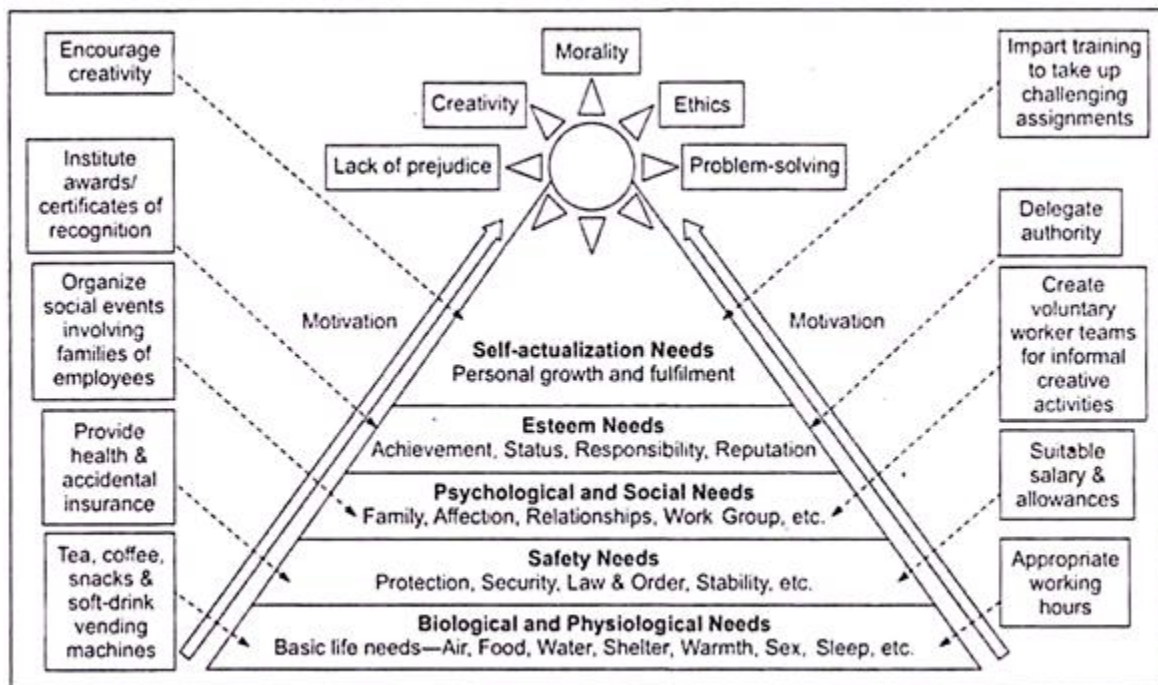 Encourage
creativity
Institute
awards/
certificates of
recognition
Organize
social events
involving
families of
employees
Provide
health &
accidental
insurance
Tea, coffee,
snacks &
soft-drink
vending
machines
Morality
Creativity
Ethics
Lack of prejudice
Problem-solving
Motivation
Motivation
Self-actualization Needs
Personal growth and fulfilment
Esteem Needs
Achievement, Status, Responsibility, Reputation
Psychological and Social Needs
Family, Affection, Relationships, Work Group, etc.
Safety Needs
Protection, Security, Law & Order, Stability, etc.
Biological and Physiological Needs
Basic life needs—Air, Food, Water, Shelter, Warmth, Sex, Sleep, etc.
Impart training
to take up
challenging
assignments
Delegate
authority
Create
voluntary
worker teams
for informal
creative
activities
Suitable
salary &
allowances
Appropriate
working
hours